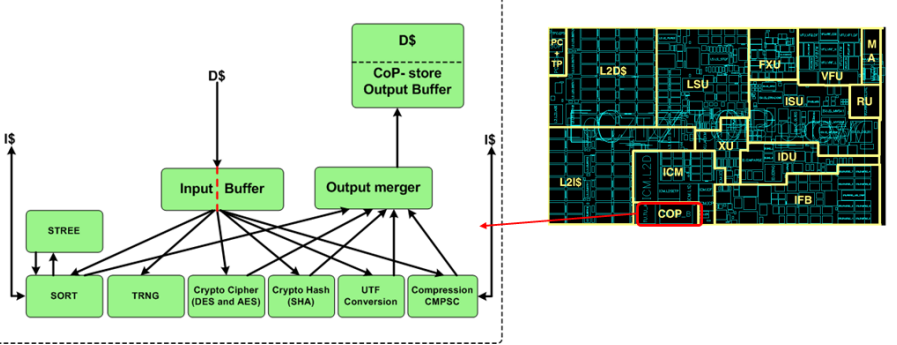 D$
CoP- store
Output Buffer
D$
I$
I$
Input Buffer
Output merger
STREE
SORT
TRNG
Crypto Cipher
(DES and AES)
Crypto Hash
(SHA)
UTF
Conversion
Compression
CMPSC
PC
+
TP
L2D$
LSU
FXU
VFU
M
A
ISU
RU
XU
IDU
L2I$
ICM
COP
IFB